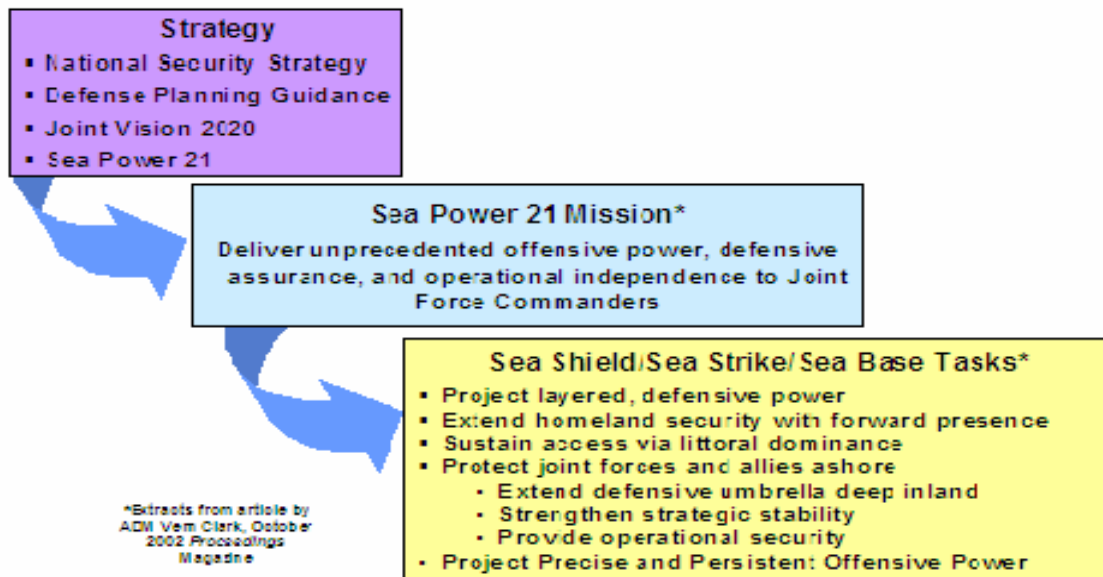 Strategy
▪ National Security Strategy
▪ Defense Planning Guidance
▪ Joint Vision 2020
▪ Sea Power 21
Sea Power 21 Mission*
Deliver unprecedented offensive power, defensive
assurance, and operational independence to Joint
Force Commanders
Sea Shield/Sea Strike/Sea Base Tasks*
▪ Project layered, defensive power
▪ Extend homeland security with forward presence
▪ Sustain access via littoral dominance
▪ Protect joint forces and allies ashore
▪ Extend defensive umbrella deep inland
▪ Strengthen strategic stability
▪ Provide operational security
▪ Project Precise and Persistent Offensive Power
*Extracts from article by
ADM Vern Clark, October
2002 Proceedings
Magazine